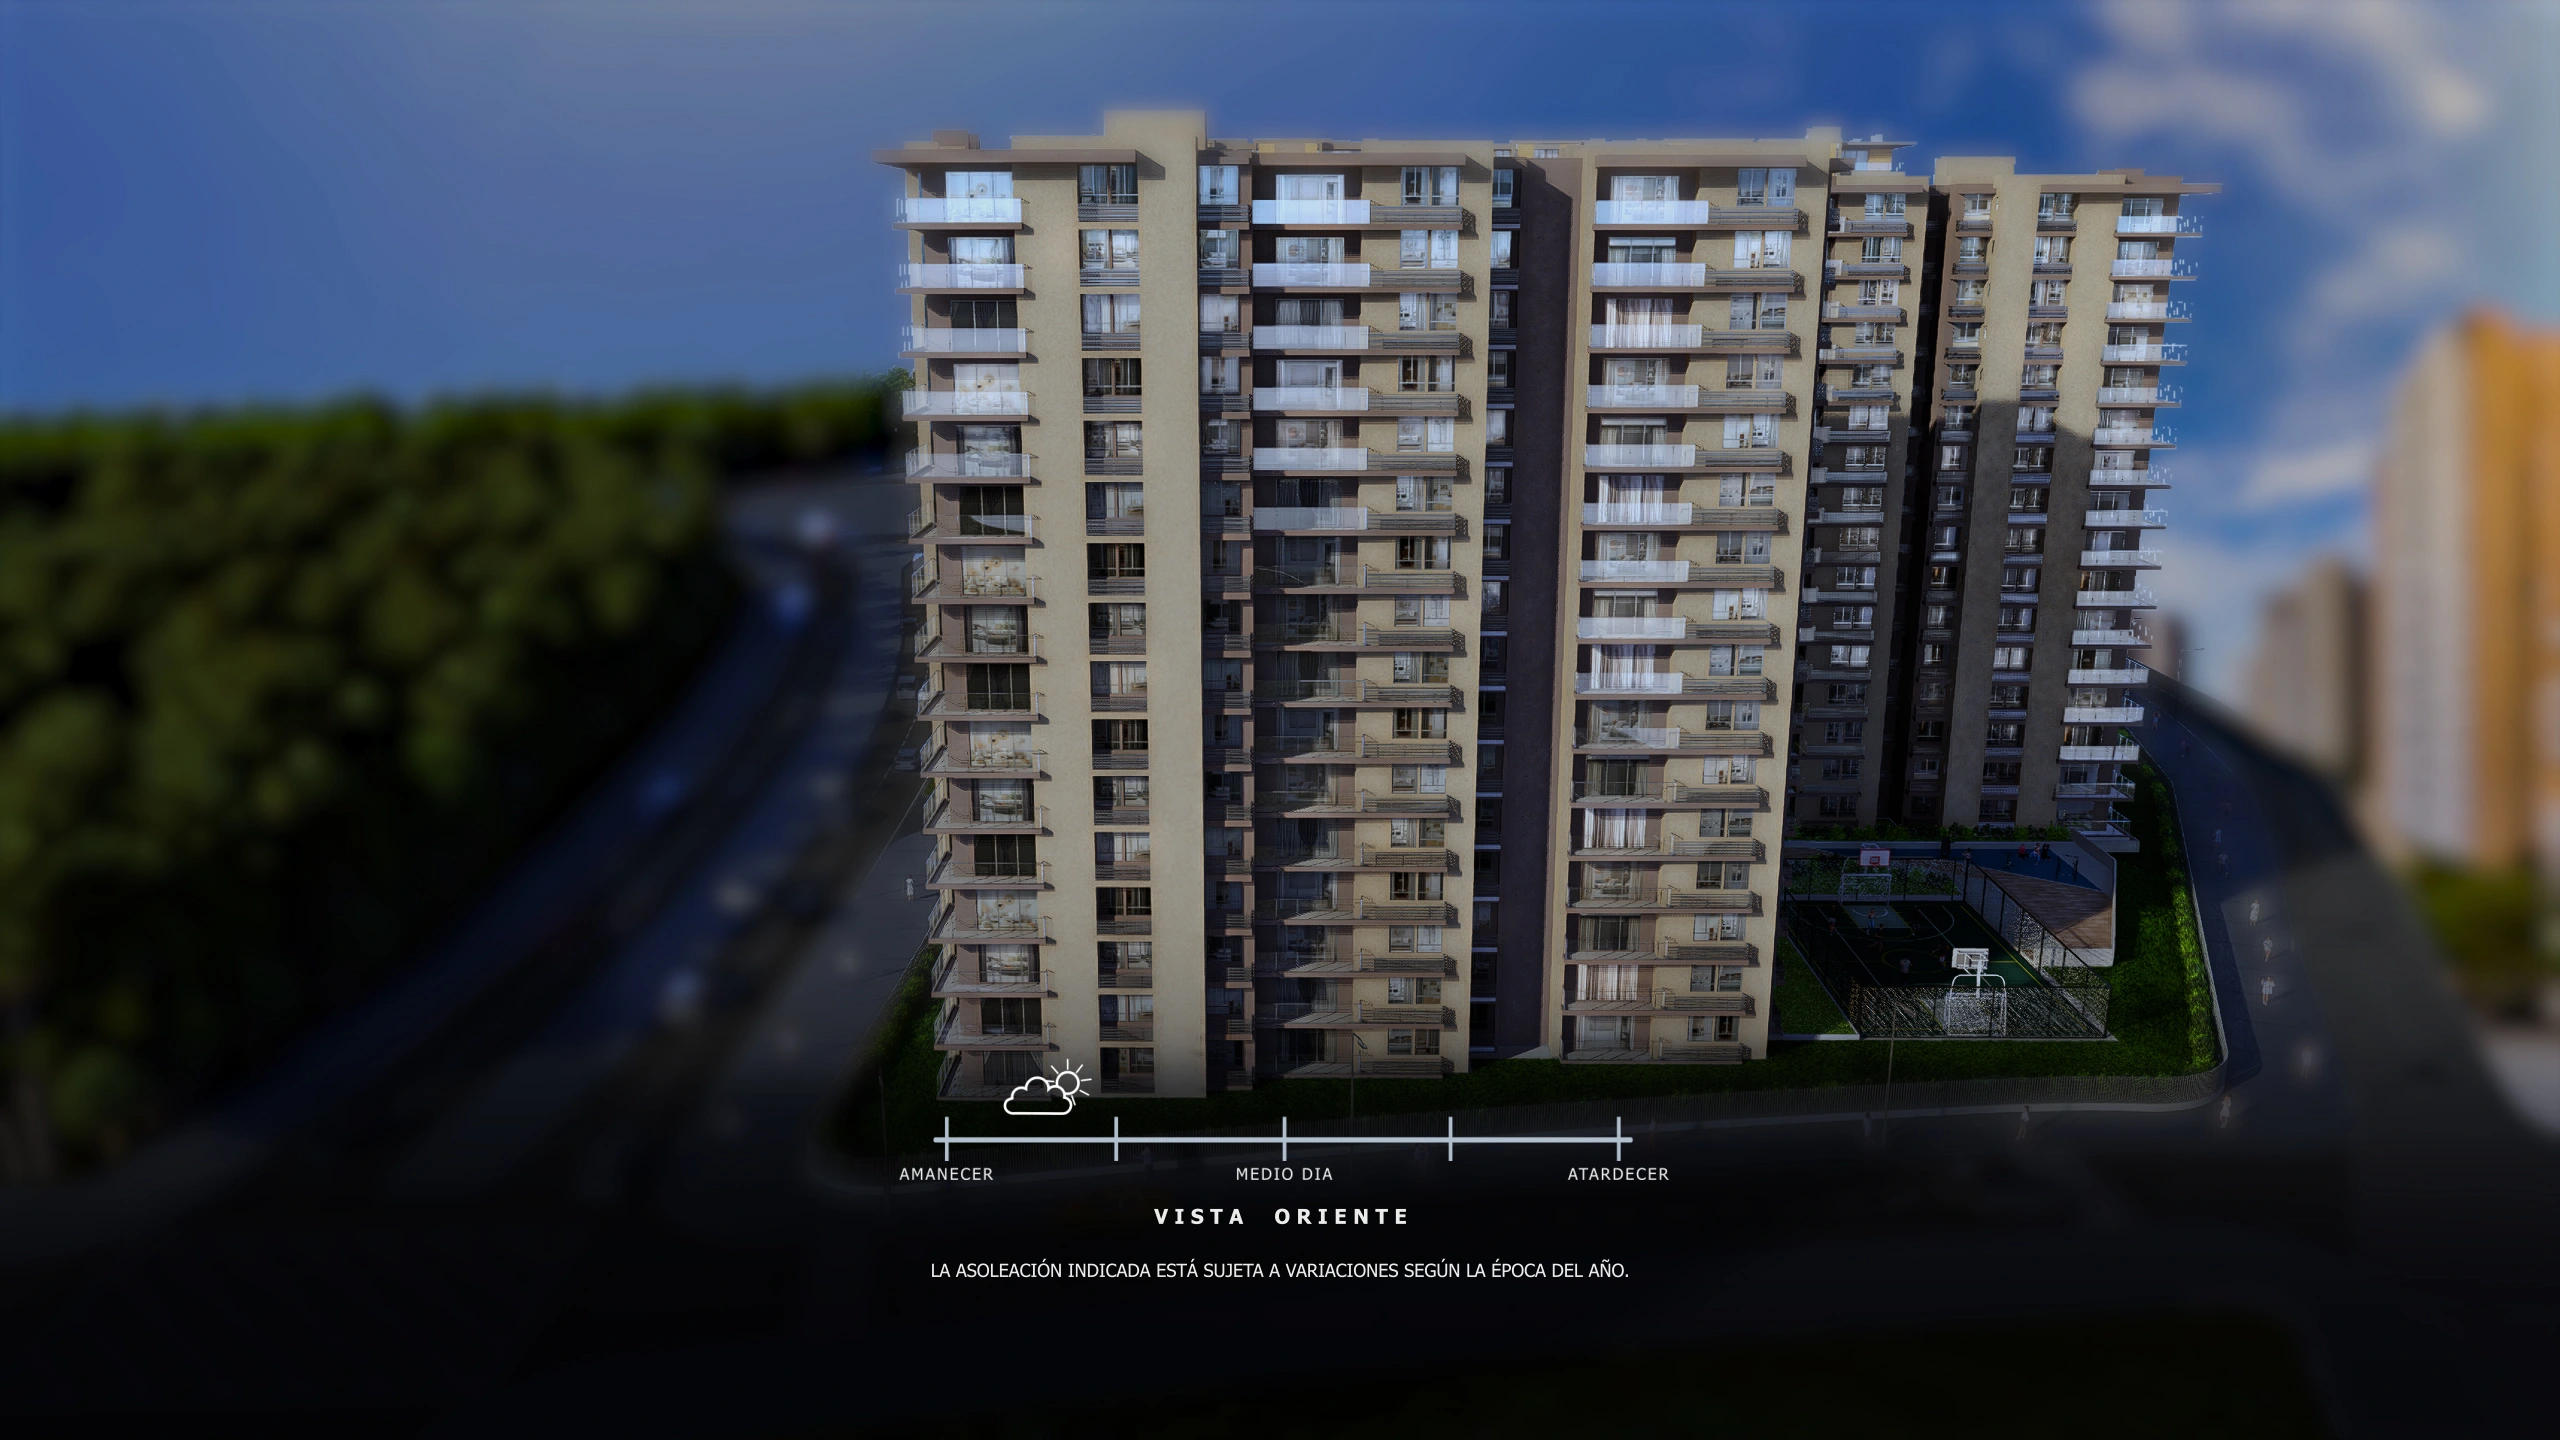 AMANECER MEDIO DIA ATARDECER
VISTA ORIENTE
LA ASOLEACIÓN INDICADA ESTÁ SUJETA A VARIACIONES SEGÚN LA ÉPOCA DEL AÑO.